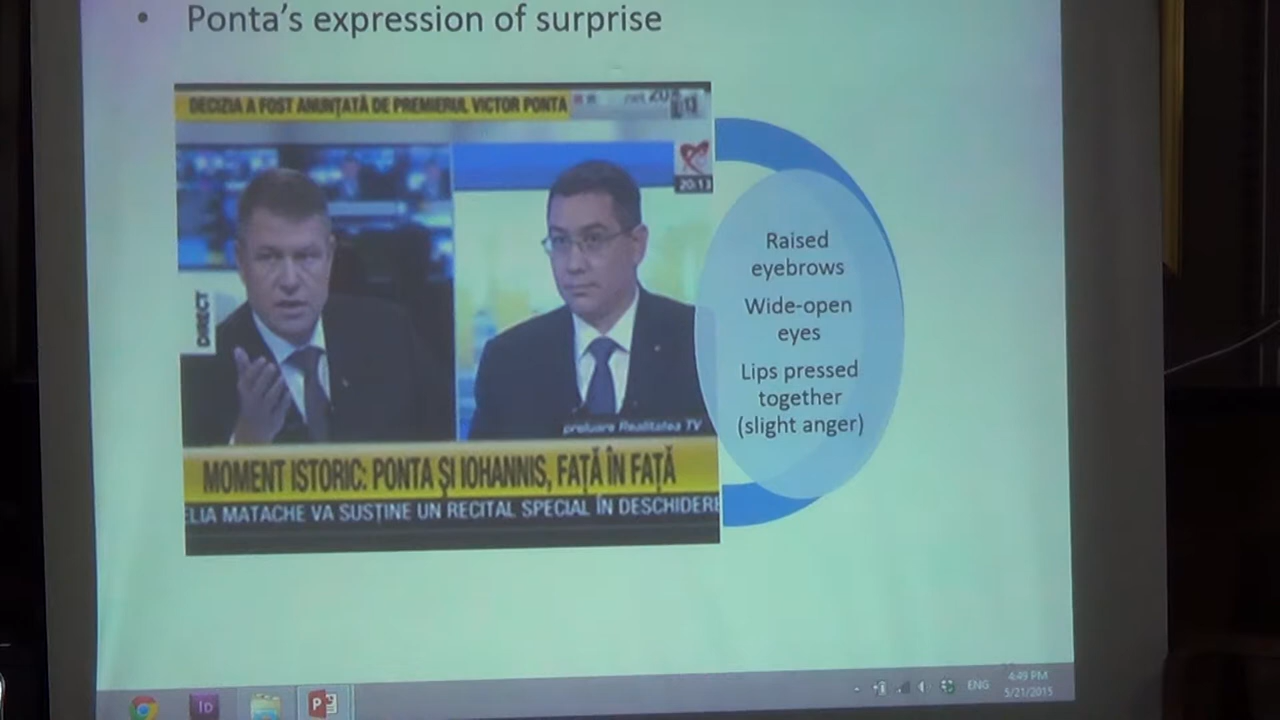 • Ponta's expression of surprise
DECIZIA A FOST ANUNȚATĂ DE PREMIERUL VICTOR PONTA
20:13
DIRECT
preluare Realitatea TV
MOMENT ISTORIC: PONTA ȘI IOHANNIS, FAȚĂ ÎN FAȚĂ
ELIA MATACHE VA SUSȚINE UN RECITAL SPECIAL ÎN DESCHIDERE
Raised
eyebrows
Wide-open
eyes
Lips pressed
together
(slight anger)
ENG
4:49 PM
5/21/2015